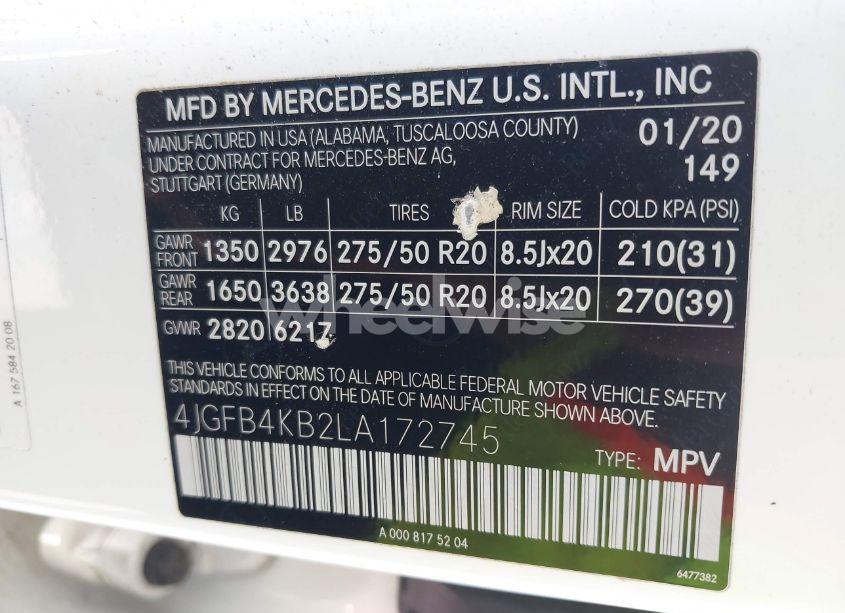 MFD BY MERCEDES-BENZ U.S. INTL., INC
MANUFACTURED IN USA (ALABAMA, TUSCALOOSA COUNTY) 01/20
UNDER CONTRACT FOR MERCEDES-BENZ AG, 149
STUTTGART (GERMANY)
KG LB TIRES RIM SIZE COLD KPA (PSI)
GAWR FRONT 1350 2976 275/50 R20 8.5Jx20 210(31)
GAWR REAR 1650 3638 275/50 R20 8.5Jx20 270(39)
wheelwise
GVWR 2820 6217
THIS VEHICLE CONFORMS TO ALL APPLICABLE FEDERAL MOTOR VEHICLE SAFETY
STANDARDS IN EFFECT ON THE DATE OF MANUFACTURE SHOWN ABOVE.
4JGFB4KB2LA172745
TYPE: MPV
A 000 817 52 04
6477382
A 167 584 20 08